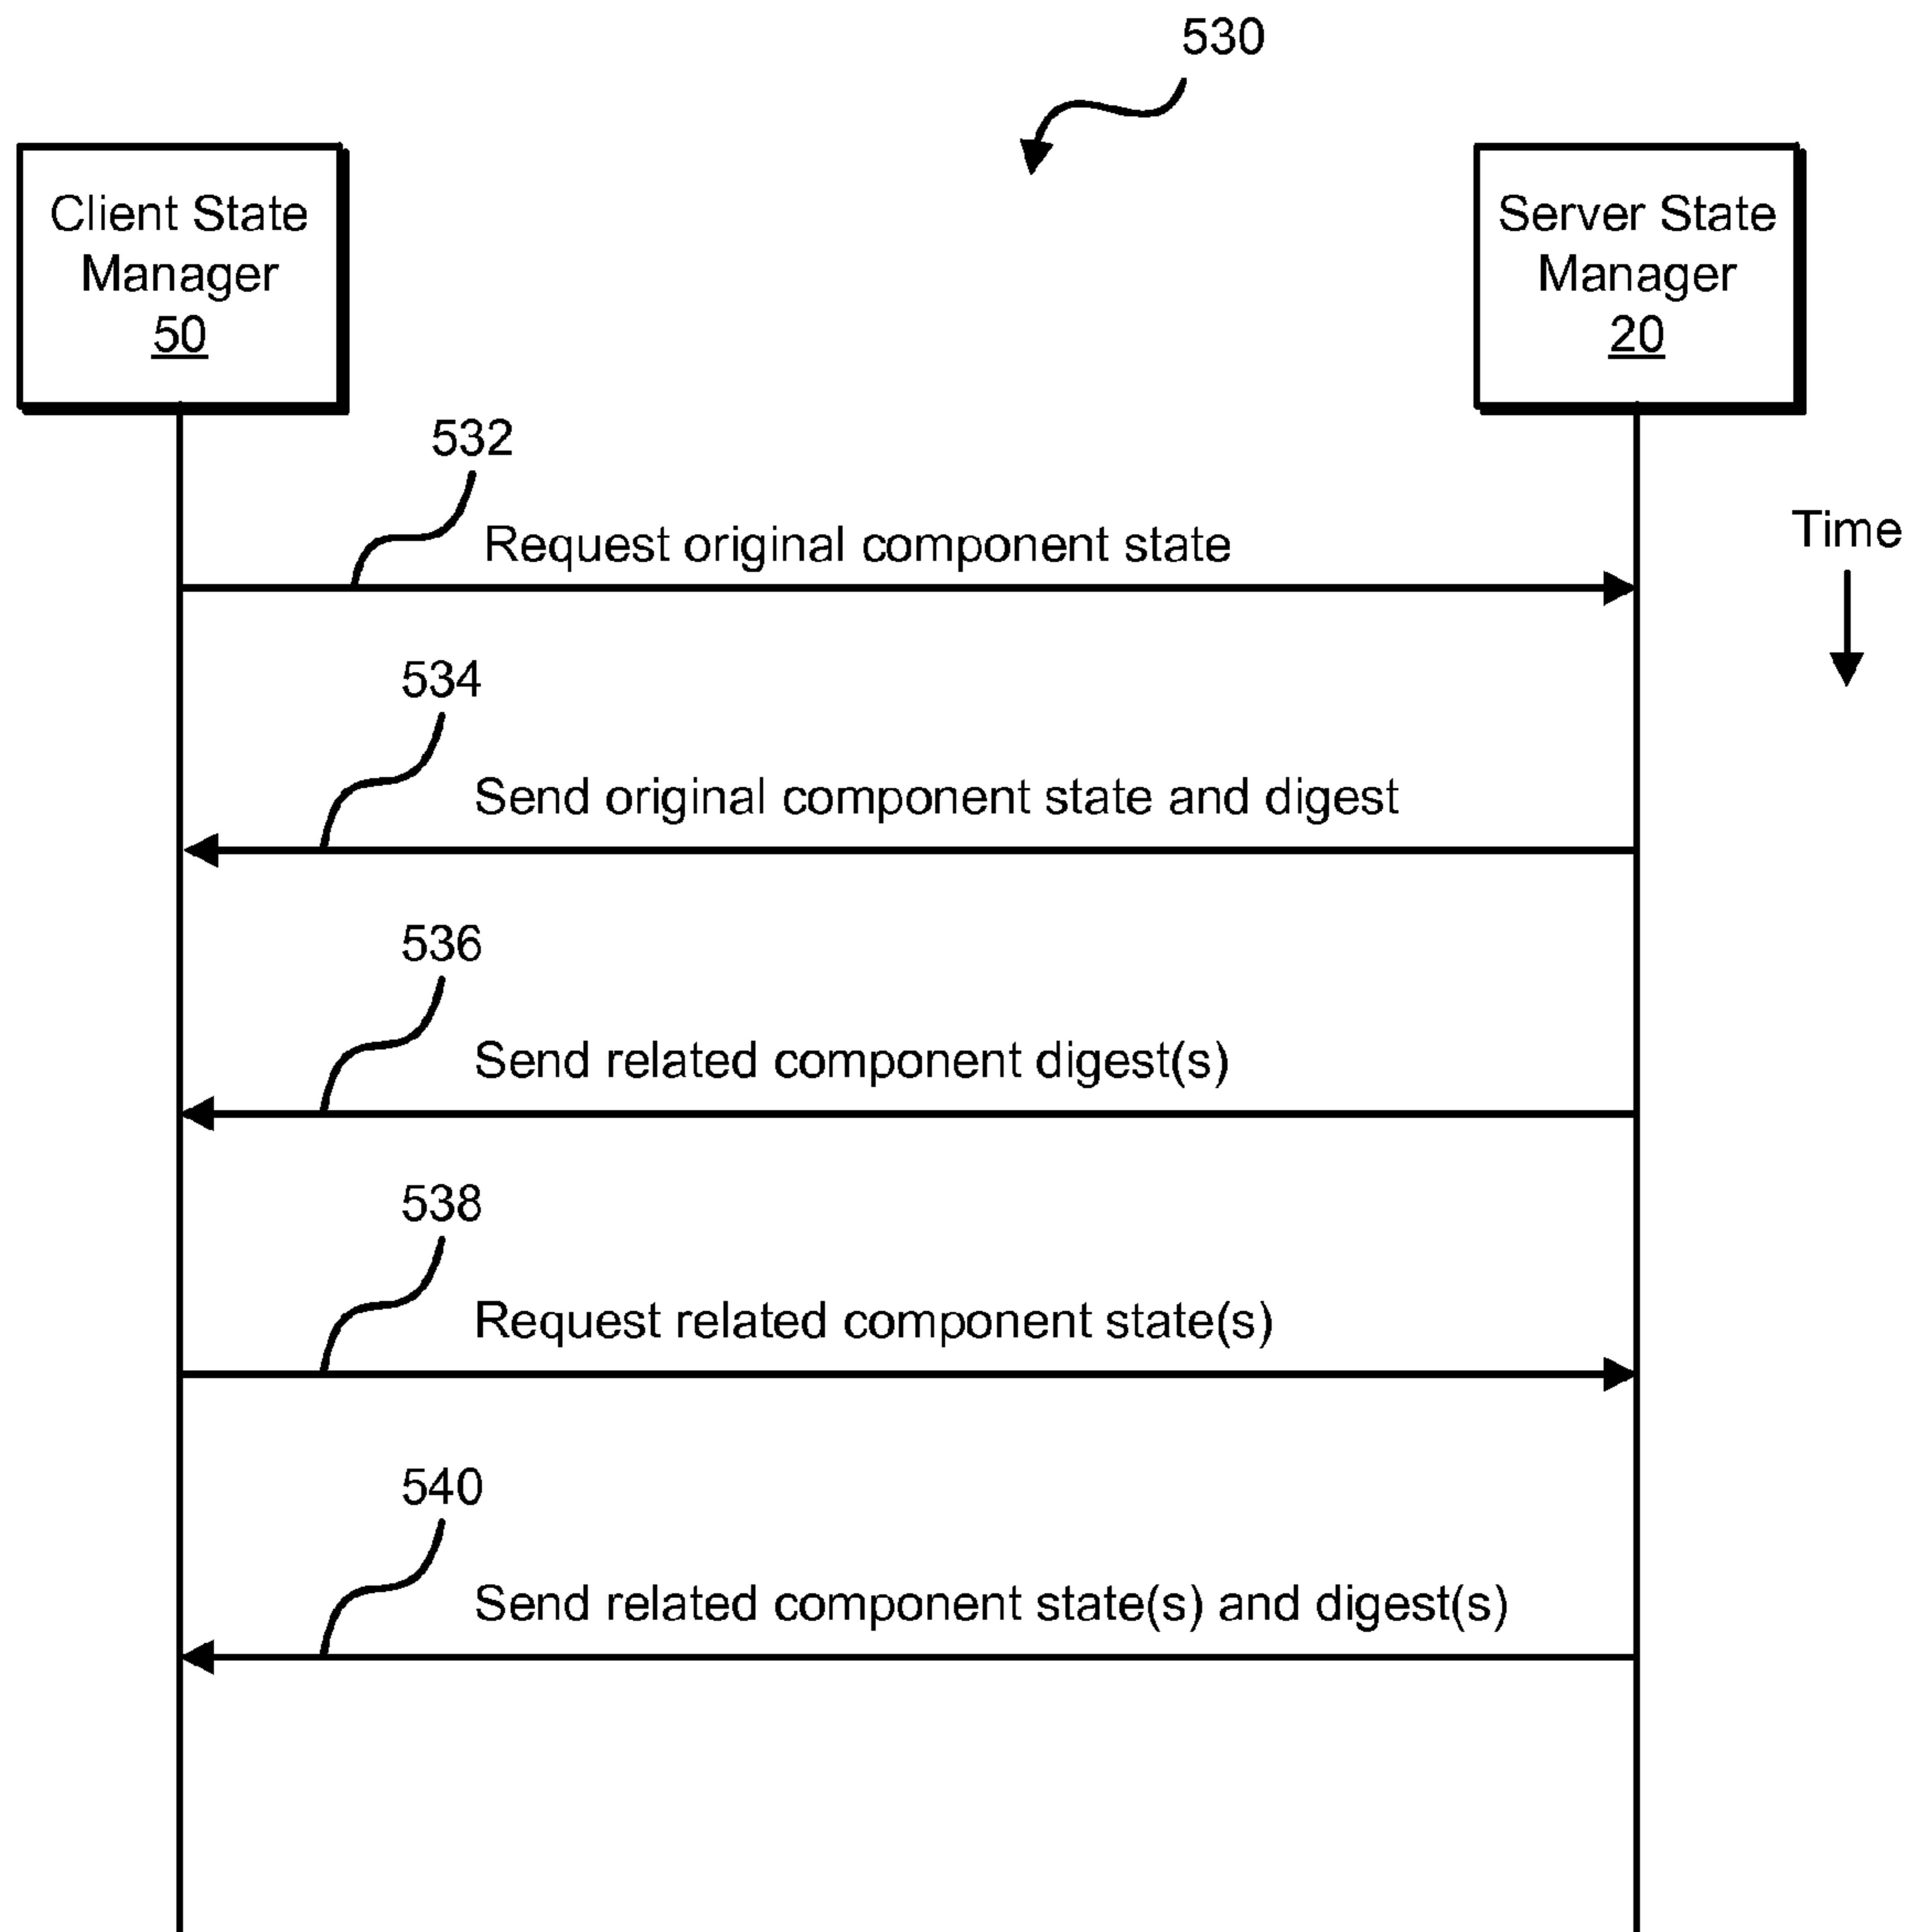 530
Client State
Manager
50
Server State
Manager
20
532
Request original component state
Time
534
Send original component state and digest
536
Send related component digest(s)
538
Request related component state(s)
540
Send related component state(s) and digest(s)